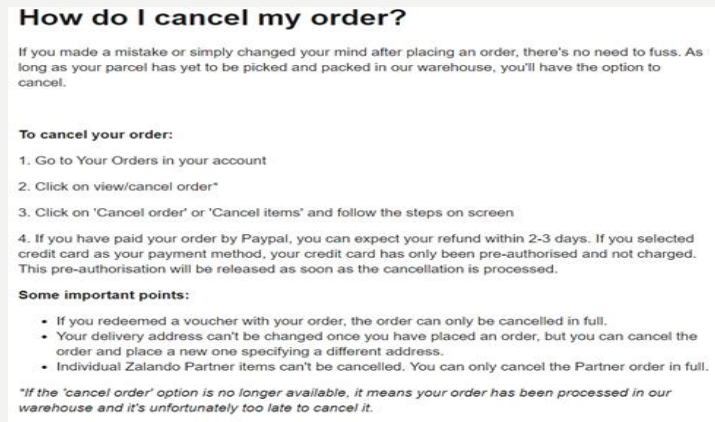 How do I cancel my order?
If you made a mistake or simply changed your mind after placing an order, there's no need to fuss. As
long as your parcel has yet to be picked and packed in our warehouse, you'll have the option to
cancel.
To cancel your order:
1. Go to Your Orders in your account
2. Click on view/cancel order*
3. Click on 'Cancel order' or 'Cancel items' and follow the steps on screen
4. If you have paid your order by Paypal, you can expect your refund within 2-3 days. If you selected
credit card as your payment method, your credit card has only been pre-authorised and not charged.
This pre-authorisation will be released as soon as the cancellation is processed.
Some important points:
• If you redeemed a voucher with your order, the order can only be cancelled in full.
• Your delivery address can't be changed once you have placed an order, but you can cancel the
order and place a new one specifying a different address.
• Individual Zalando Partner items can't be cancelled. You can only cancel the Partner order in full.
*If the 'cancel order' option is no longer available, it means your order has been processed in our
warehouse and it's unfortunately too late to cancel it.